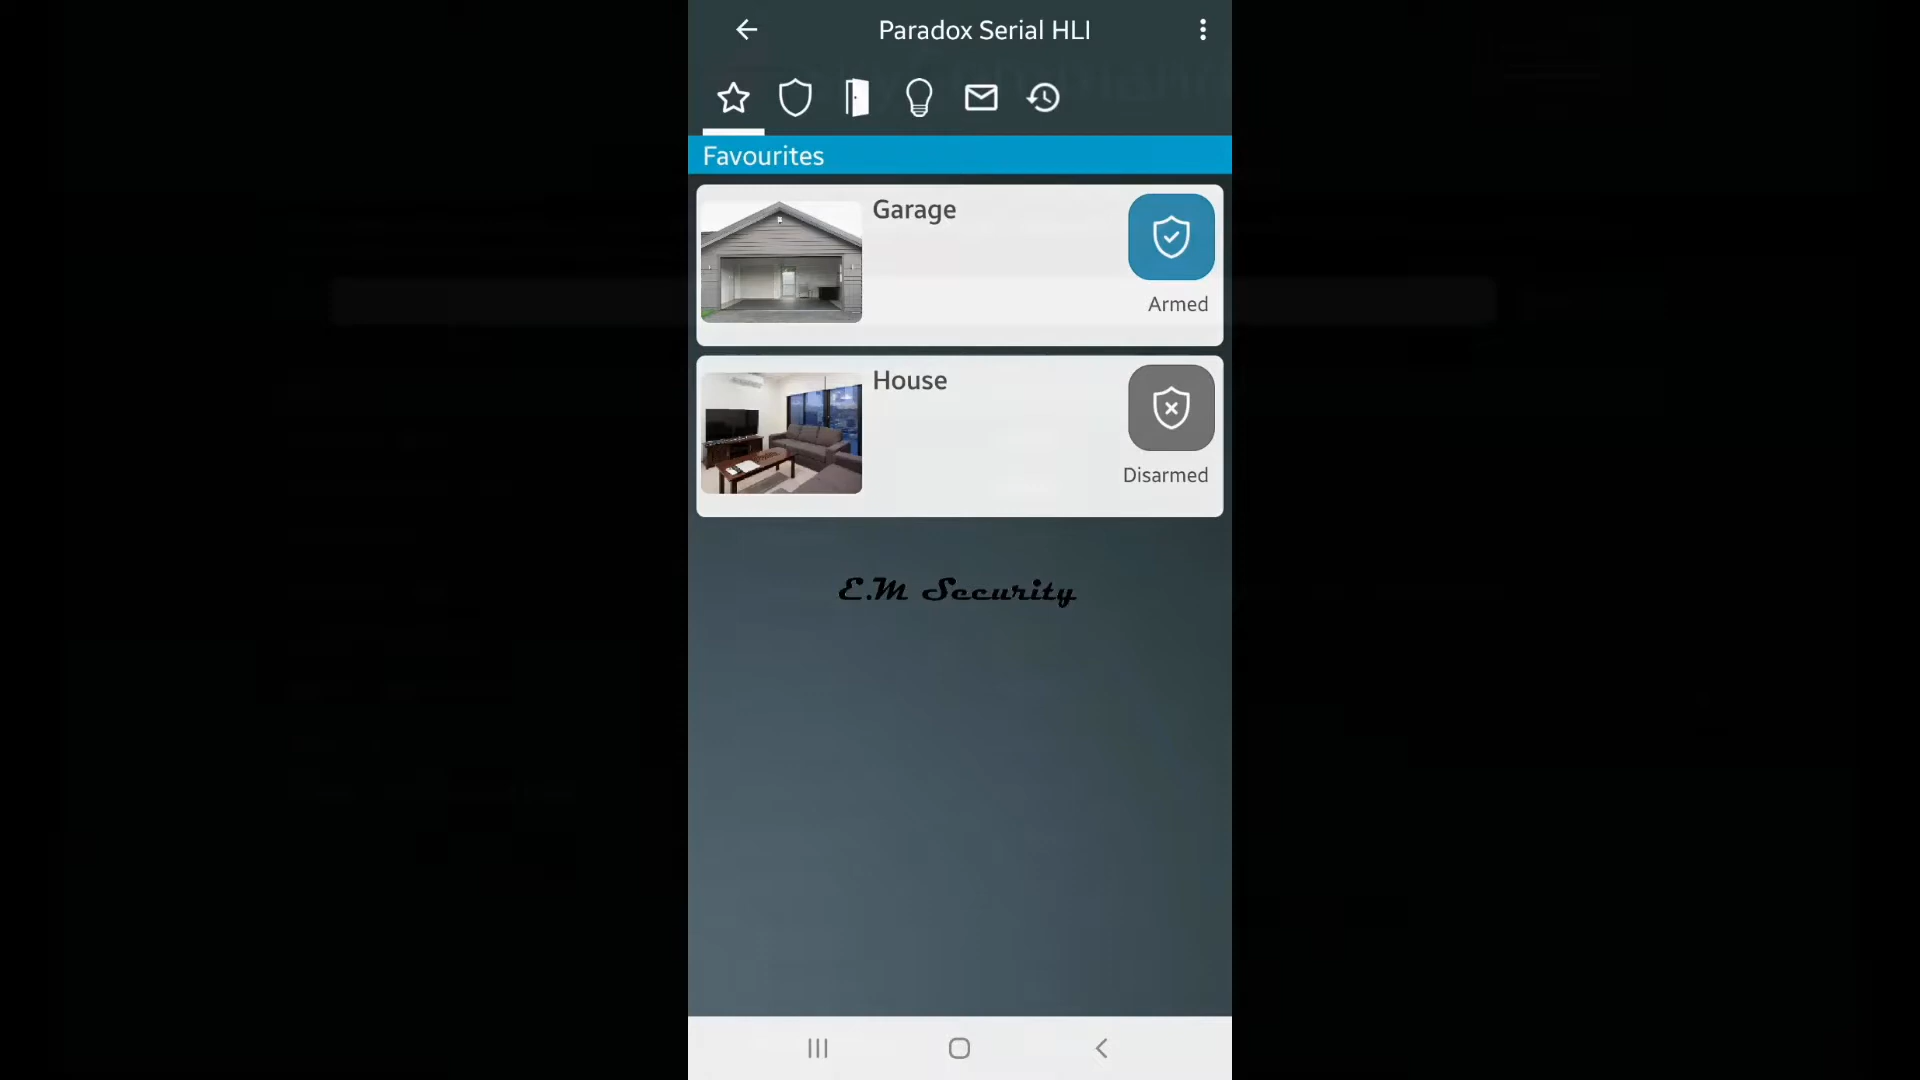 Paradox Serial HLI
Favourites
Garage
Armed
House
Disarmed
E.M Security